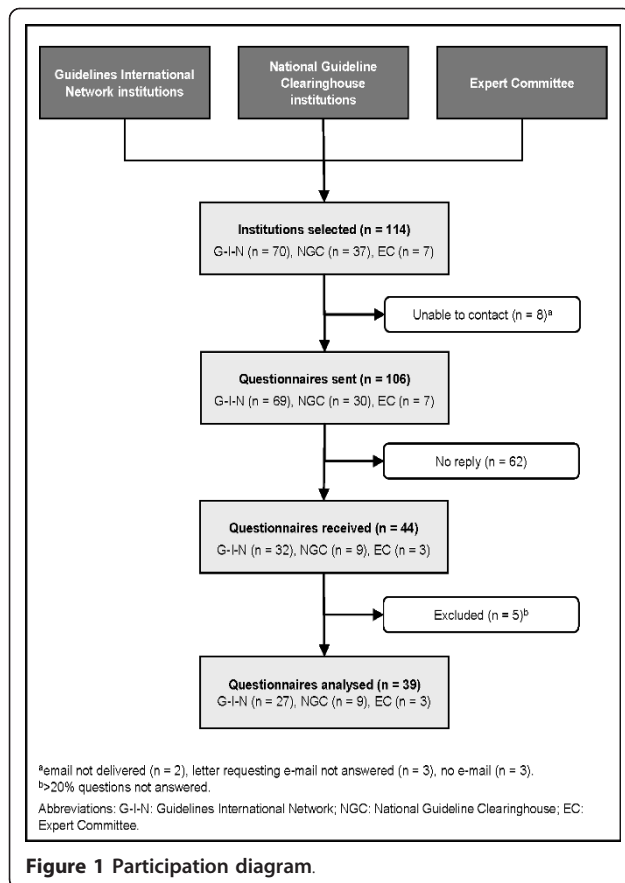 Guidelines International
Network institutions
National Guideline
Clearinghouse
institutions
Expert Committee
Institutions selected (n = 114)
G-I-N (n = 70), NGC (n = 37), EC (n = 7)
Unable to contact (n = 8)ᵃ
Questionnaires sent (n = 106)
G-I-N (n = 69), NGC (n = 30), EC (n = 7)
No reply (n = 62)
Questionnaires received (n = 44)
G-I-N (n = 32), NGC (n = 9), EC (n = 3)
Excluded (n = 5)ᵇ
Questionnaires analysed (n = 39)
G-I-N (n = 27), NGC (n = 9), EC (n = 3)
ᵃemail not delivered (n = 2), letter requesting e-mail not answered (n = 3), no e-mail (n = 3).
ᵇ>20% questions not answered.
Abbreviations: G-I-N: Guidelines International Network; NGC: National Guideline Clearinghouse; EC:
Expert Committee.
Figure 1 Participation diagram.